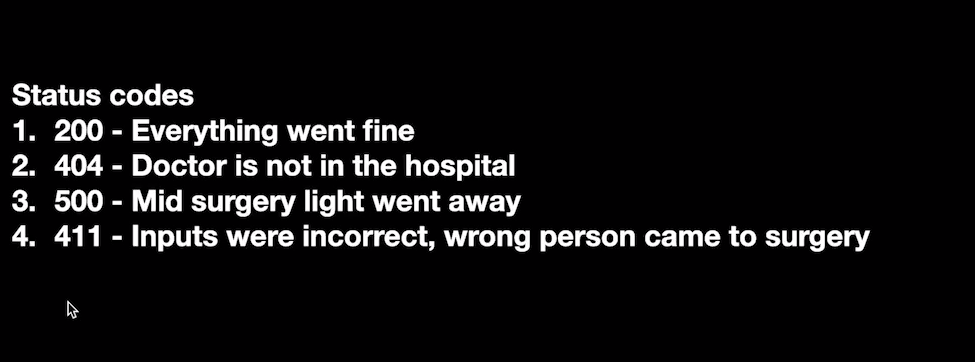 Status codes
1. 200 - Everything went fine
2. 404 - Doctor is not in the hospital
3. 500 - Mid surgery light went away
4. 411 - Inputs were incorrect, wrong person came to surgery